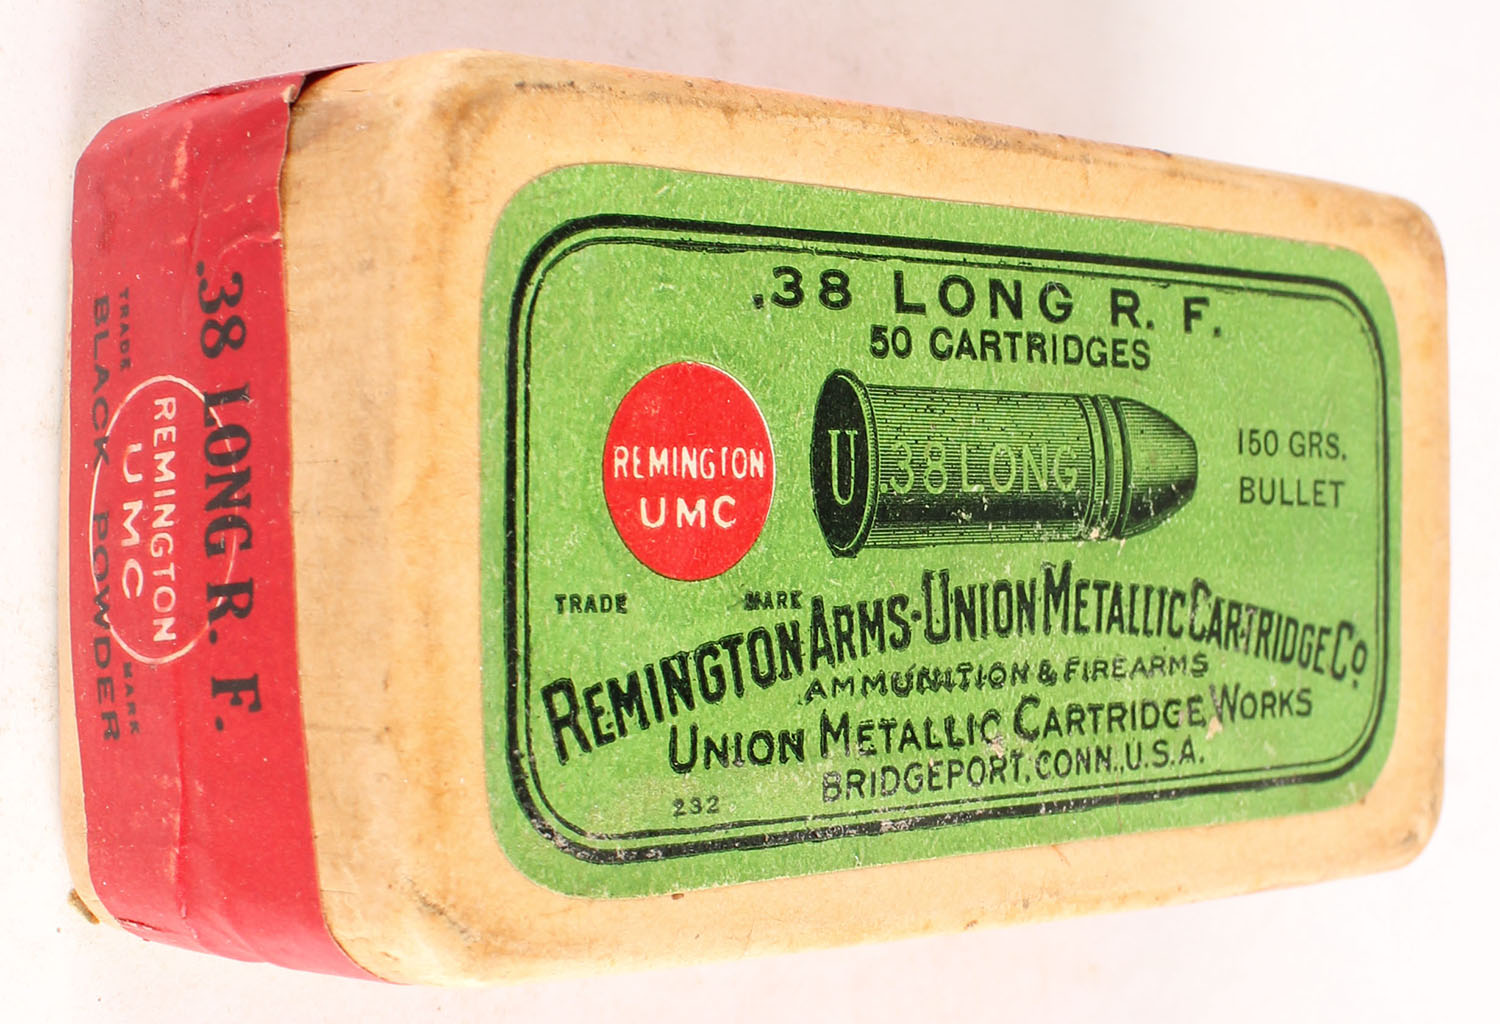 .38 LONG R. F.
50 CARTRIDGES
REMINGTON
UMC
TRADE MARK
U
38 LONG
150 GRS.
BULLET
REMINGTON ARMS-UNION METALLIC CARTRIDGE Co.
AMMUNITION & FIREARMS
UNION METALLIC CARTRIDGE WORKS
BRIDGEPORT, CONN., U.S.A.
232
.38 LONG R. F.
REMINGTON
UMC
TRADE MARK
BLACK POWDER